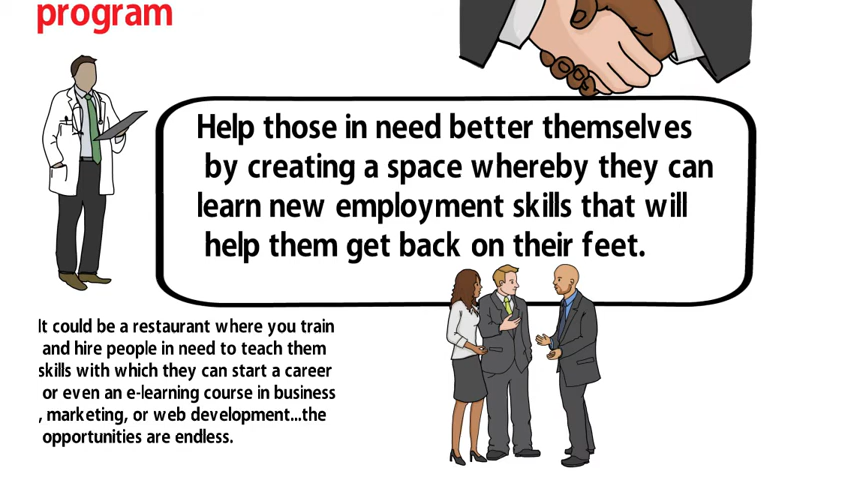 program
Help those in need better themselves
by creating a space whereby they can
learn new employment skills that will
help them get back on their feet.
It could be a restaurant where you train
and hire people in need to teach them
skills with which they can start a career
or even an e-learning course in business
, marketing, or web development...the
opportunities are endless.